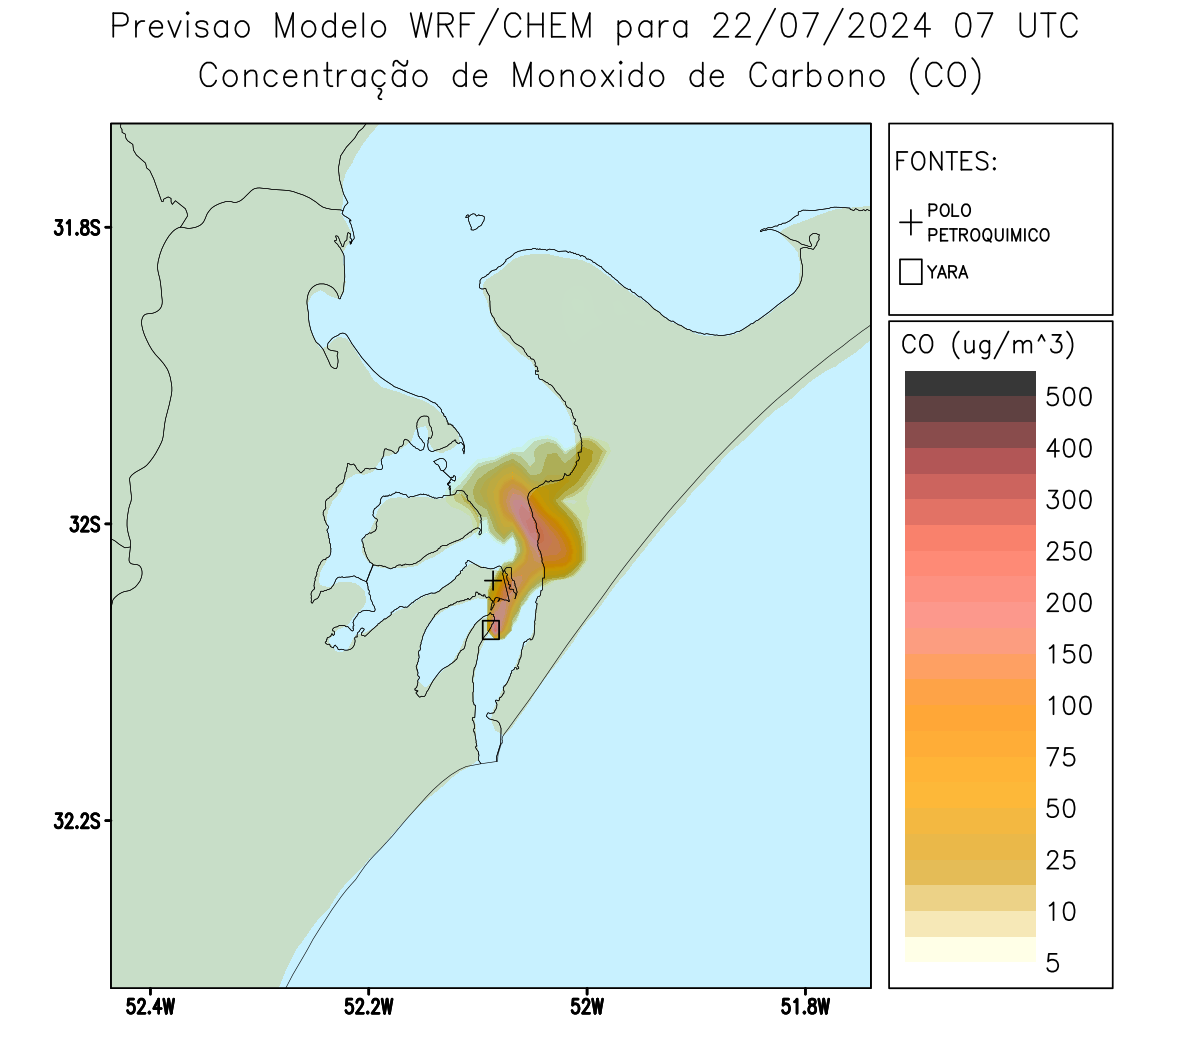 Previsao Modelo WRF/CHEM para 22/07/2024 07 UTC
Concentração de Monoxido de Carbono (CO)
FONTES:
POLO
PETROQUIMICO
YARA
31.8S
32S
32.2S
52.4W
52.2W
52W
51.8W
CO (ug/m^3)
500
400
300
250
200
150
100
75
50
25
10
5